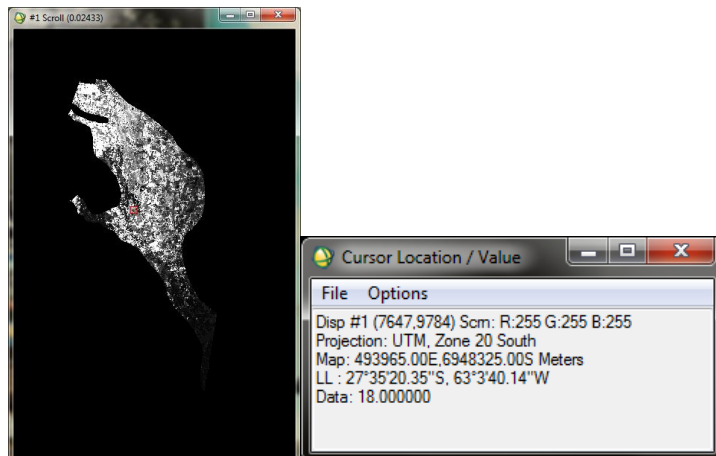 #1 Scroll (0.02433)
Cursor Location / Value
File Options
Disp #1 (7647,9784) Scrn: R:255 G:255 B:255
Projection: UTM, Zone 20 South
Map: 493965.00E,6948325.00S Meters
LL : 27°35'20.35"S, 63°3'40.14"W
Data: 18.000000